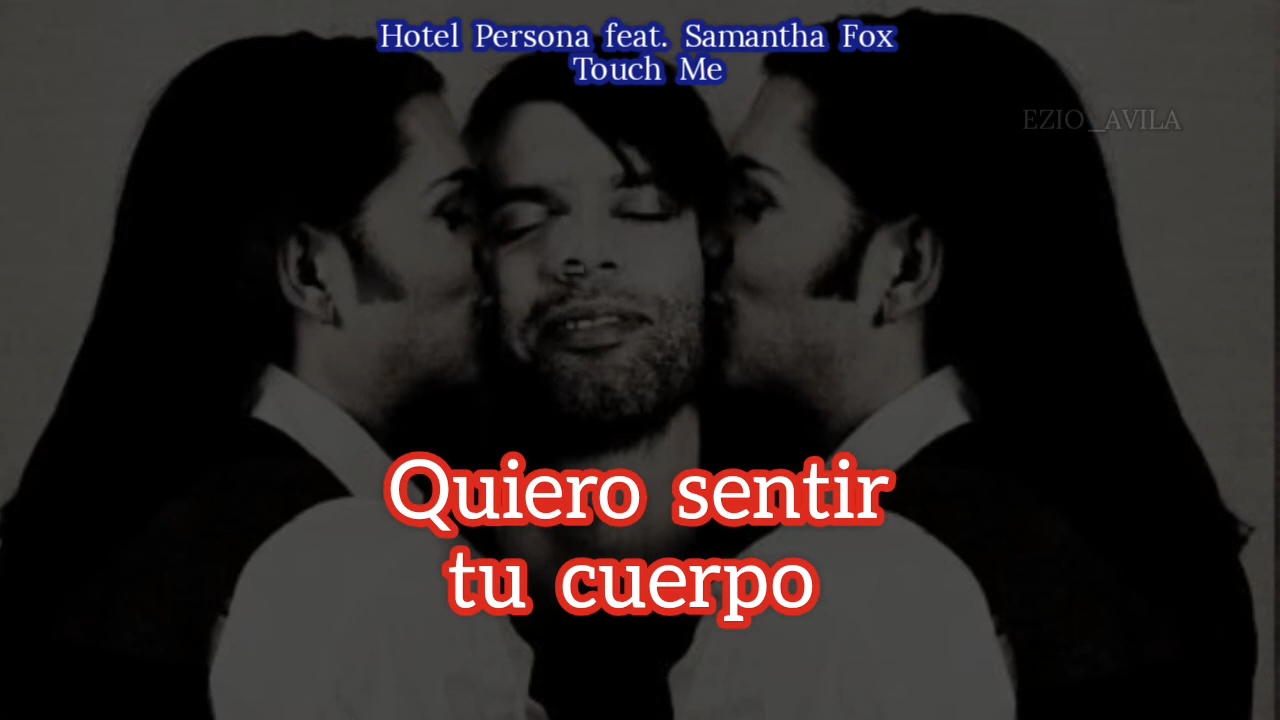 Hotel Persona feat. Samantha Fox
Touch Me
EZIO_AVILA
Quiero sentir
tu cuerpo